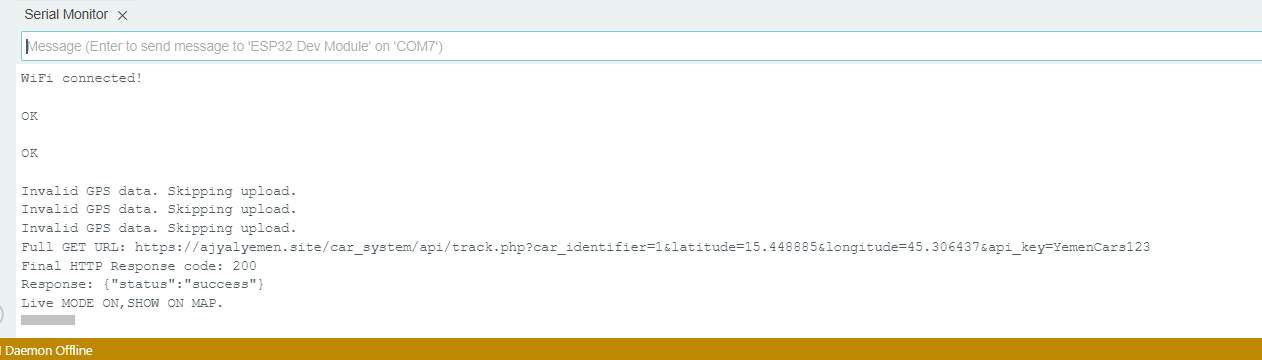 Serial Monitor
Message (Enter to send message to 'ESP32 Dev Module' on 'COM7')
WiFi connected!
OK
OK
Invalid GPS data. Skipping upload.
Invalid GPS data. Skipping upload.
Invalid GPS data. Skipping upload.
Full GET URL: https://ajyalyemen.site/car_system/api/track.php?car_identifier=1&latitude=15.448885&longitude=45.306437&api_key=YemenCars123
Final HTTP Response code: 200
Response: {"status":"success"}
Live MODE ON,SHOW ON MAP.
Daemon Offline